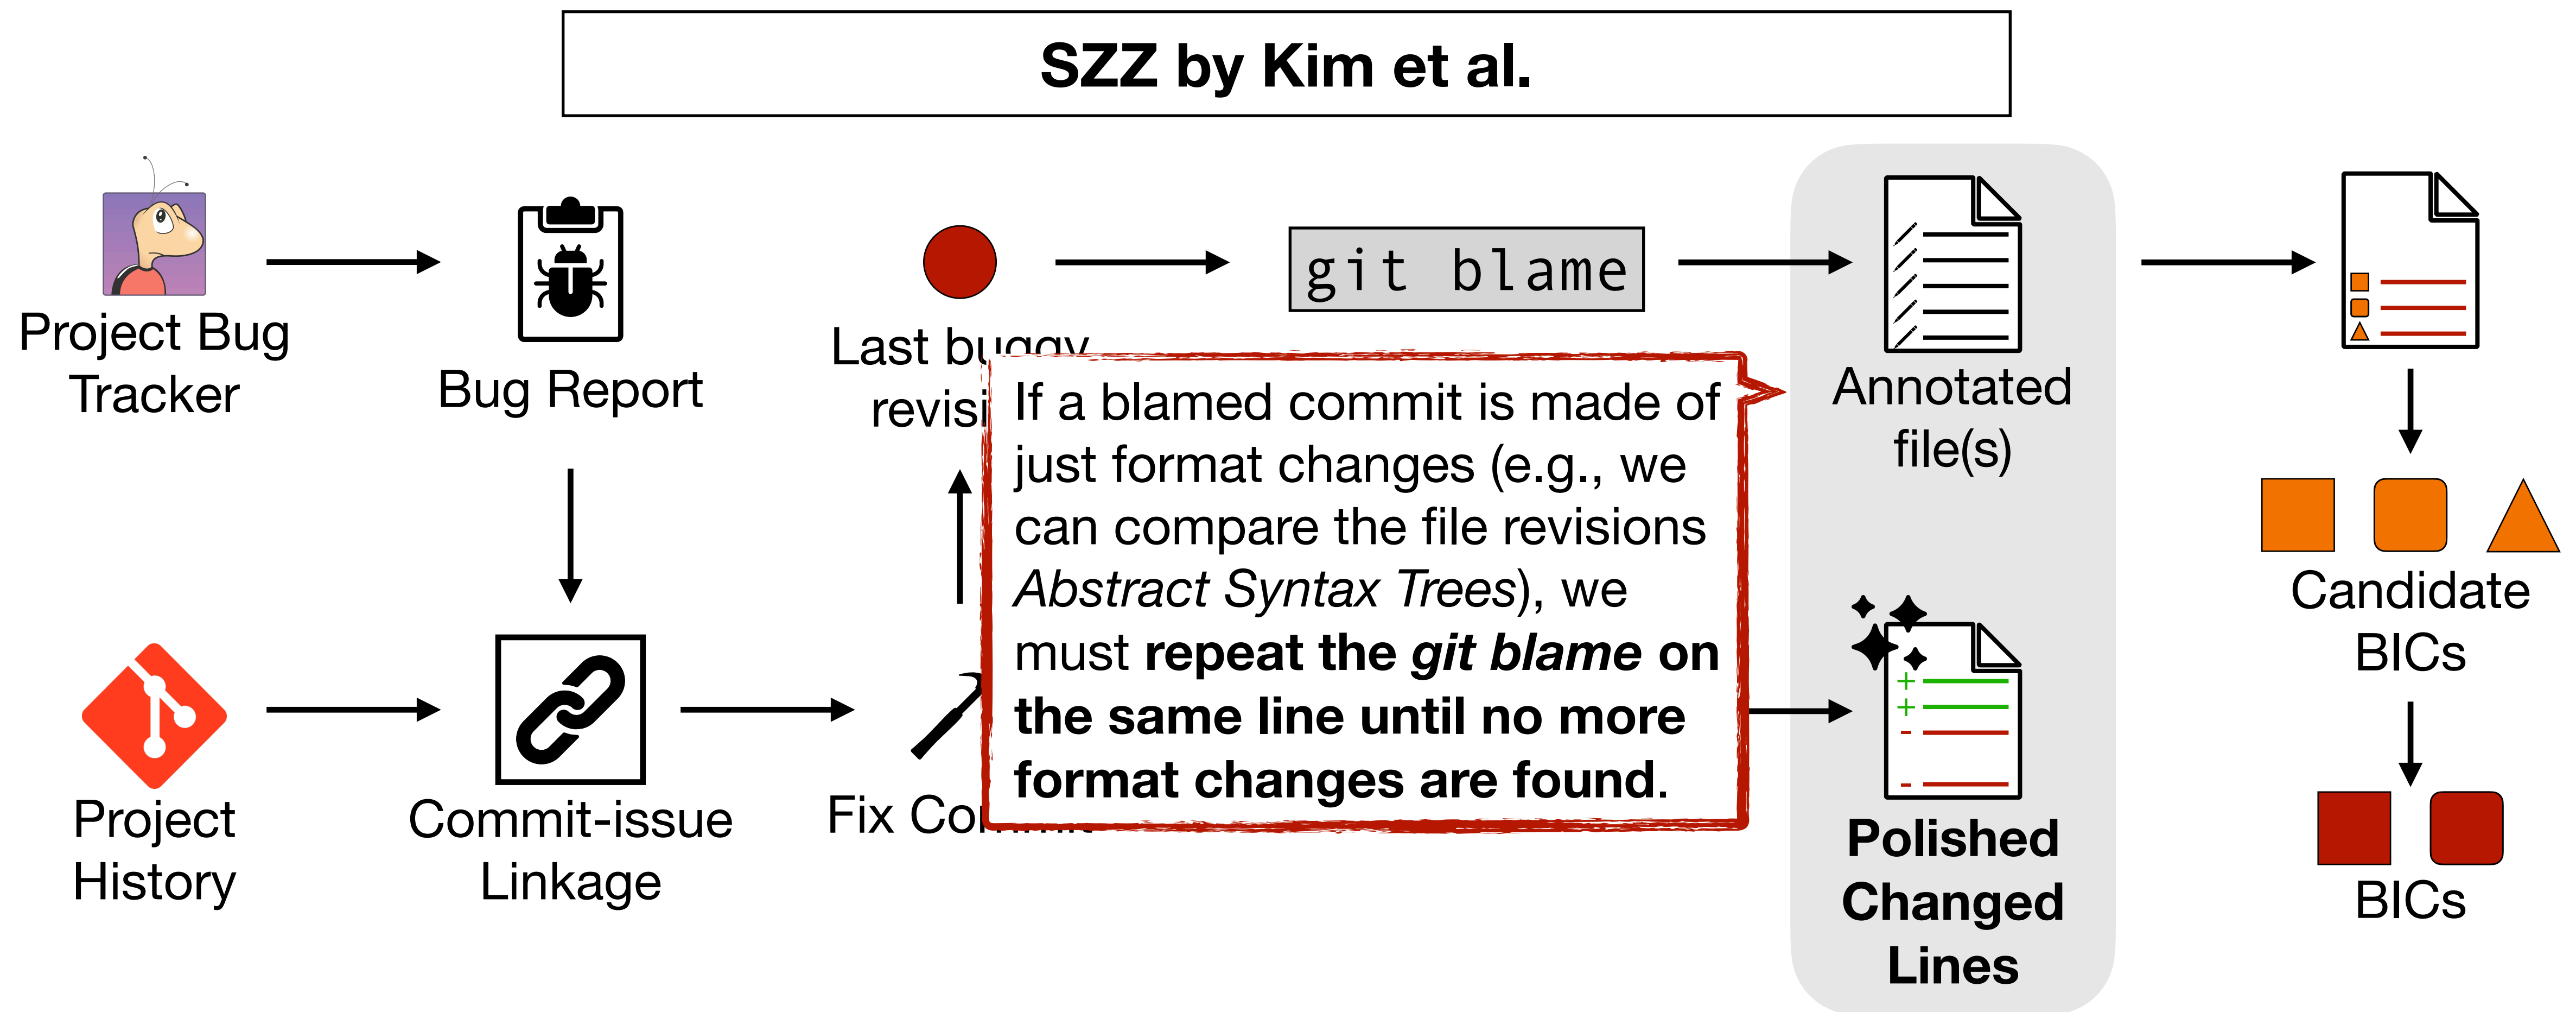 SZZ by Kim et al.
Project Bug
Tracker
Bug Report
Last buggy
git blame
Annotated
file(s)
If a blamed commit is made of
just format changes (e.g., we
can compare the file revisions
Abstract Syntax Trees), we
must repeat the git blame on
the same line until no more
format changes are found.
Candidate
BICs
Project
History
Commit-issue
Linkage
Fix Commit
+
+
-
-
Polished
Changed
Lines
BICs